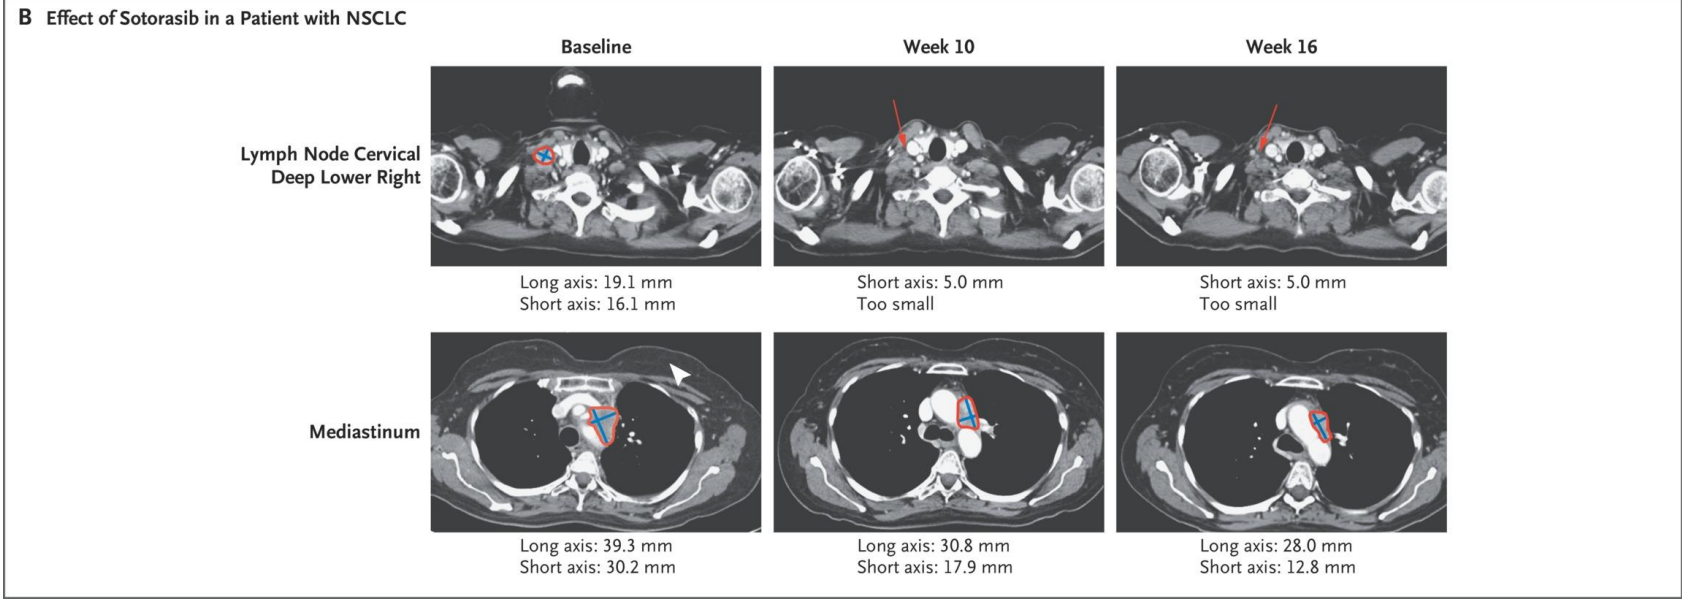 B Effect of Sotorasib in a Patient with NSCLC
Baseline
Week 10
Week 16
Lymph Node Cervical
Deep Lower Right
Long axis: 19.1 mm
Short axis: 16.1 mm
Short axis: 5.0 mm
Too small
Short axis: 5.0 mm
Too small
Mediastinum
Long axis: 39.3 mm
Short axis: 30.2 mm
Long axis: 30.8 mm
Short axis: 17.9 mm
Long axis: 28.0 mm
Short axis: 12.8 mm